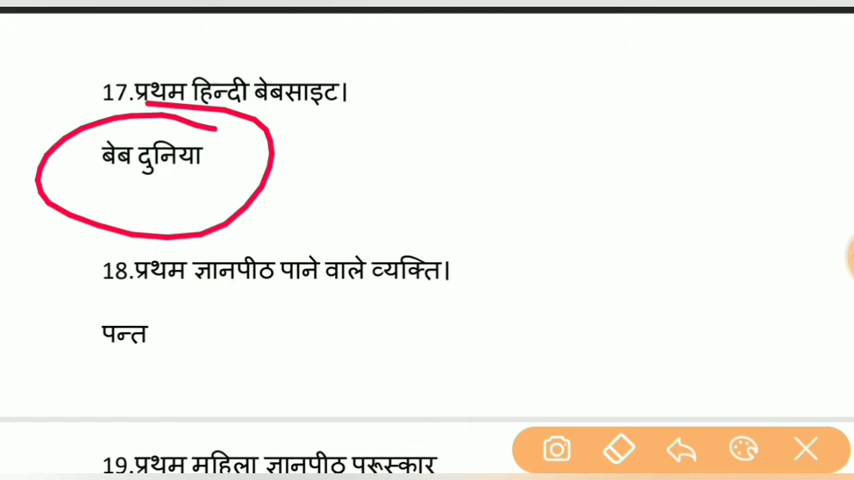 17.प्रथम हिन्दी बेबसाइट।
बेब दुनिया
18.प्रथम ज्ञानपीठ पाने वाले व्यक्ति।
पन्त
19.प्रथम महिला ज्ञानपीठ परूस्कार